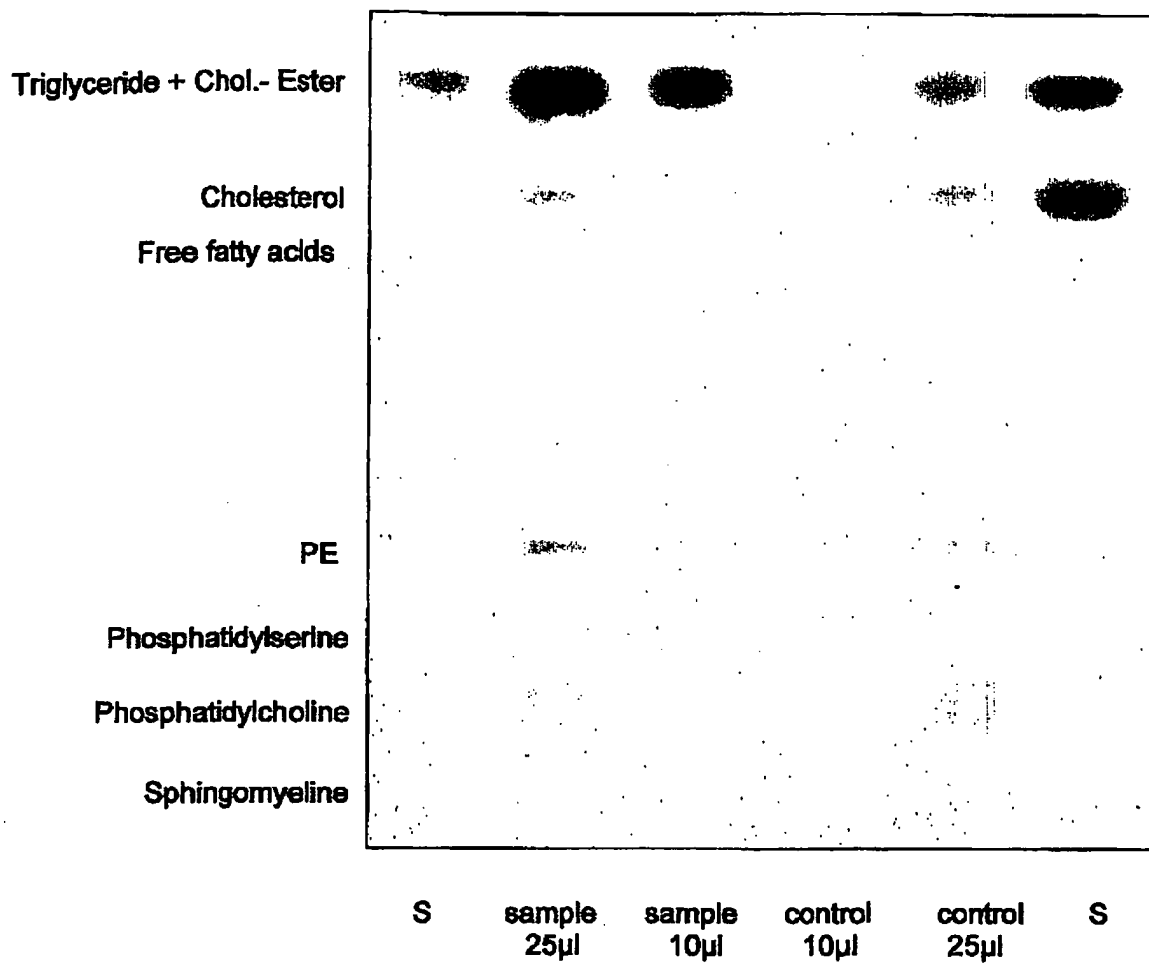 Triglyceride + Chol.- Ester
Cholesterol
Free fatty acids
PE
Phosphatidylserine
Phosphatidylcholine
Sphingomyeline
S sample sample control control S
25µl 10µl 10µl 25µl